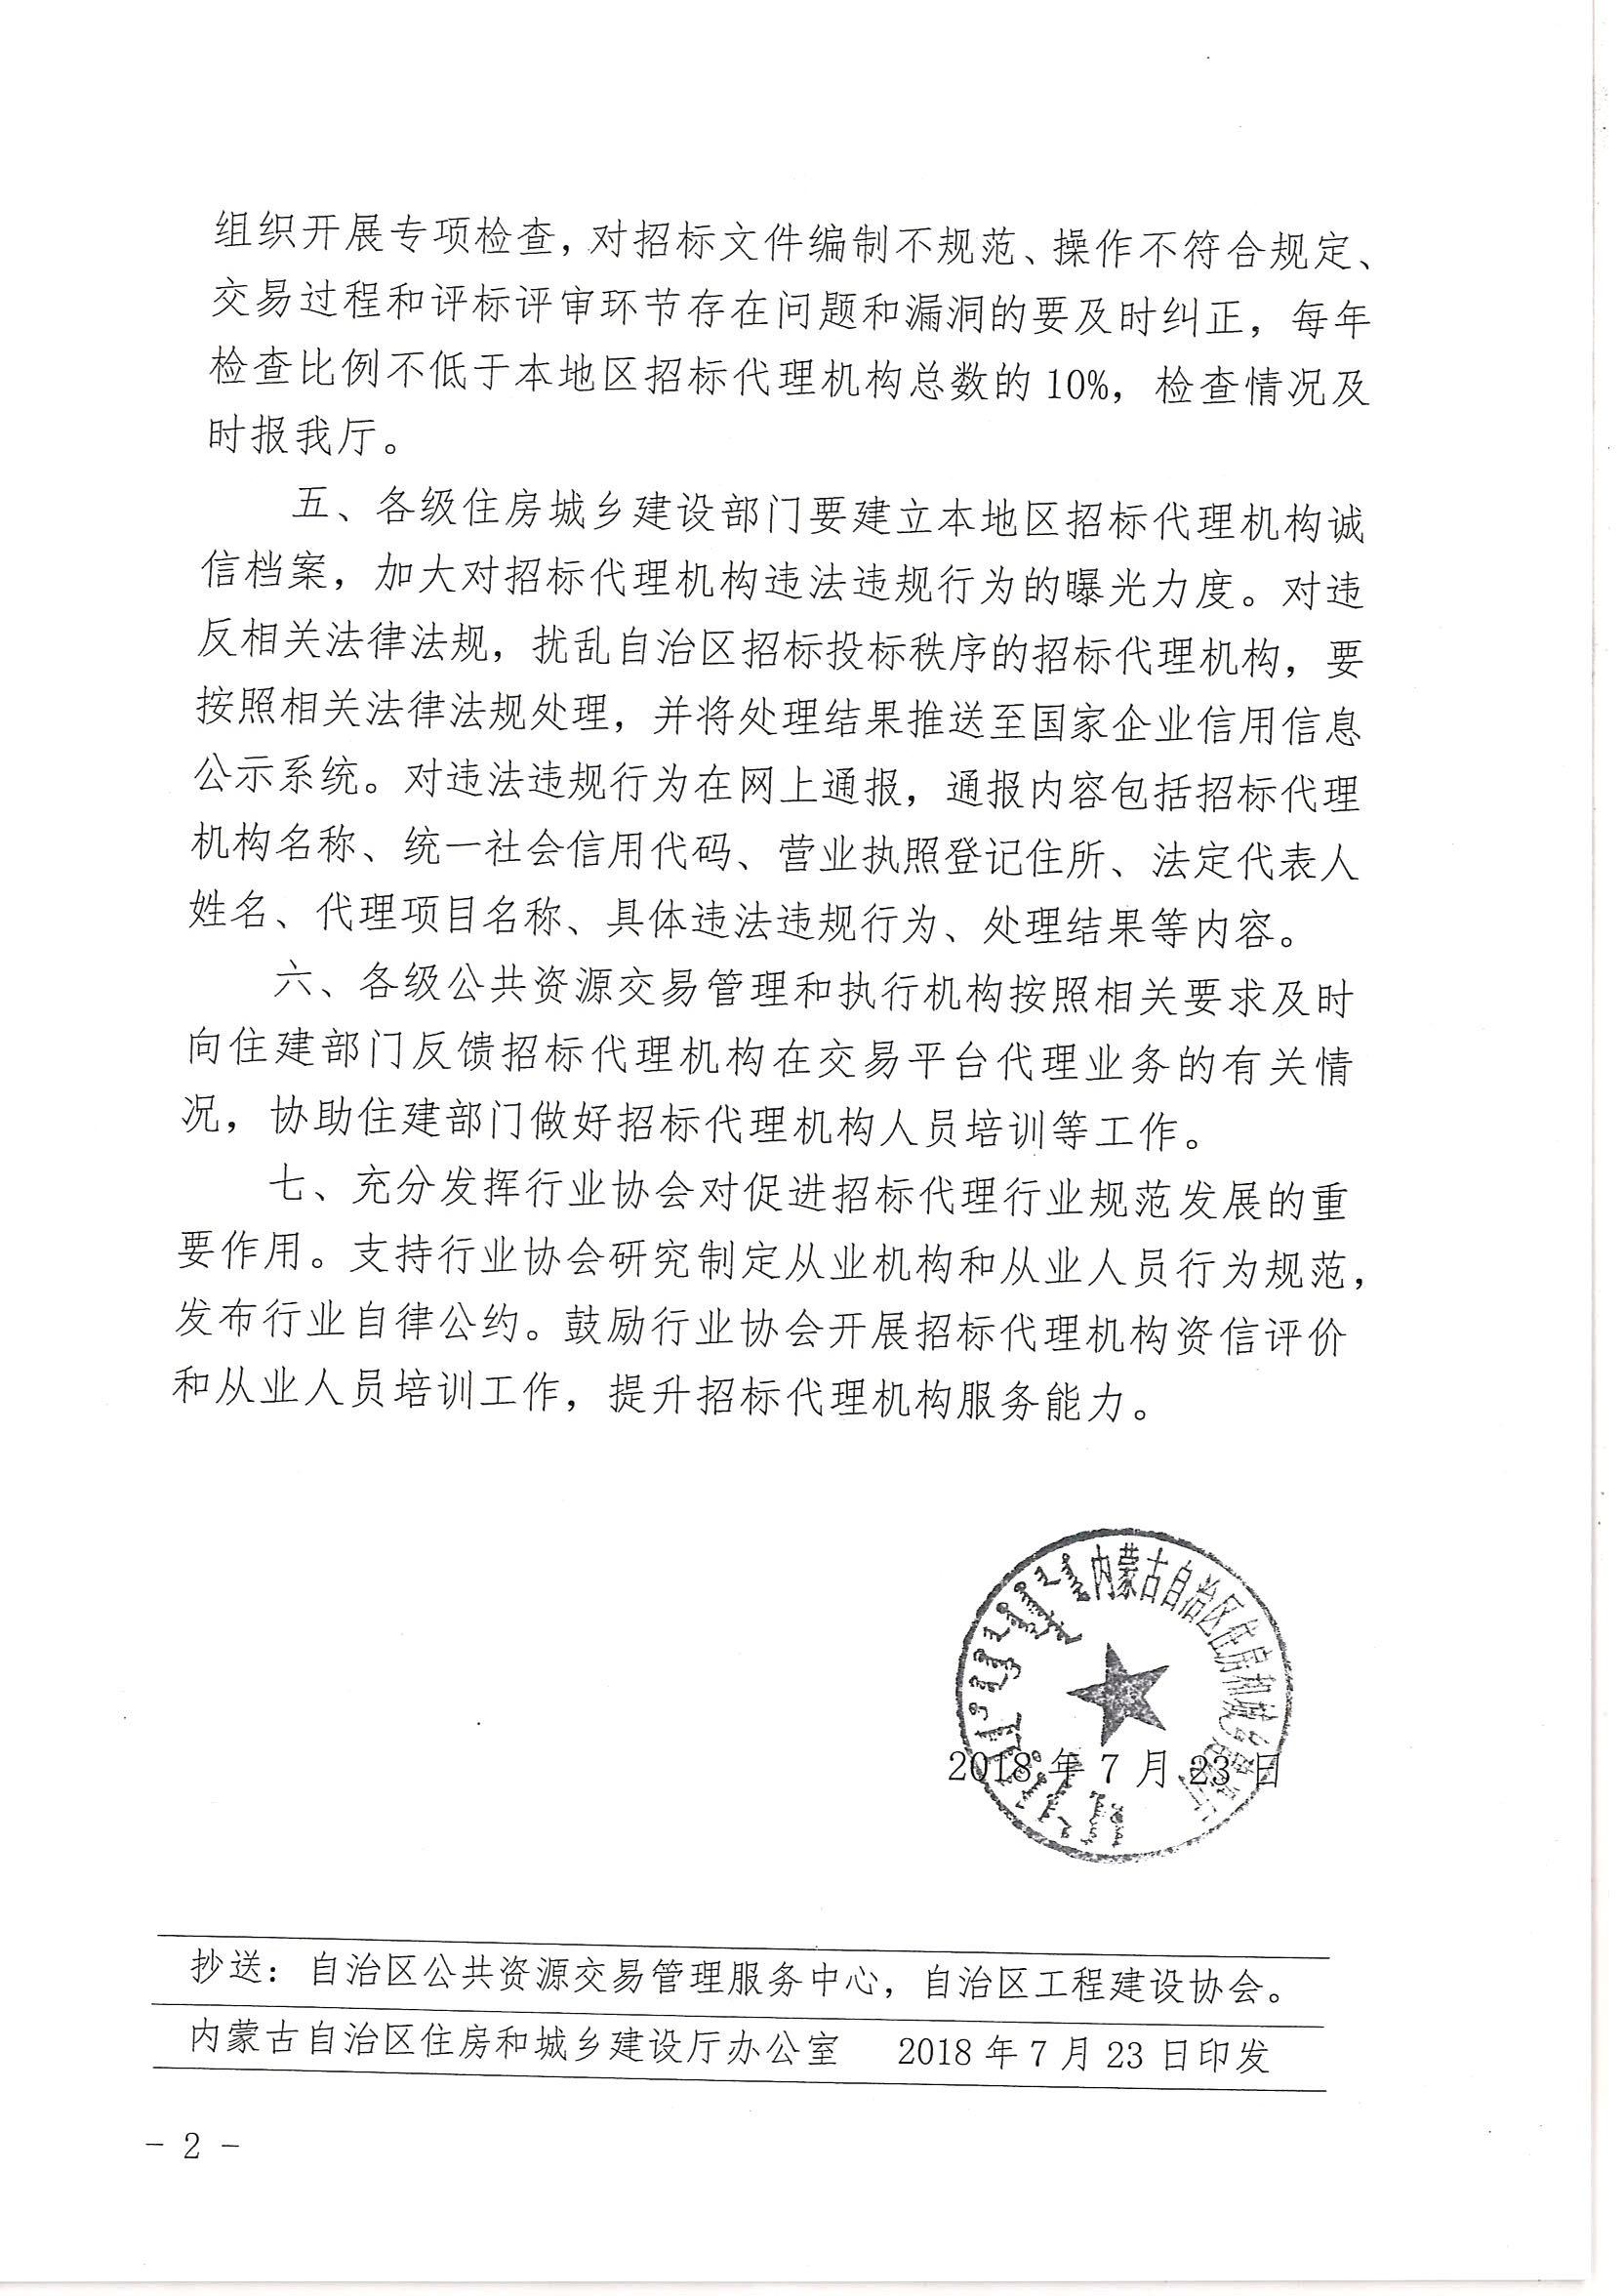 组织开展专项检查，对招标文件编制不规范、操作不符合规定、
交易过程和评标评审环节存在问题和漏洞的要及时纠正，每年
检查比例不低于本地区招标代理机构总数的10%，检查情况及
时报我厅。
五、各级住房城乡建设部门要建立本地区招标代理机构诚
信档案，加大对招标代理机构违法违规行为的曝光力度。对违
反相关法律法规，扰乱自治区招标投标秩序的招标代理机构，要
按照相关法律法规处理，并将处理结果推送至国家企业信用信息
公示系统。对违法违规行为在网上通报，通报内容包括招标代理
机构名称、统一社会信用代码、营业执照登记住所、法定代表人
姓名、代理项目名称、具体违法违规行为、处理结果等内容。
六、各级公共资源交易管理和执行机构按照相关要求及时
向住建部门反馈招标代理机构在交易平台代理业务的有关情
况，协助住建部门做好招标代理机构人员培训等工作。
七、充分发挥行业协会对促进招标代理行业规范发展的重
要作用。支持行业协会研究制定从业机构和从业人员行为规范，
发布行业自律公约。鼓励行业协会开展招标代理机构资信评价
和从业人员培训工作，提升招标代理机构服务能力。
内蒙古自治区住房和城乡建设厅
2018年7月23日
抄送：自治区公共资源交易管理服务中心，自治区工程建设协会。
内蒙古自治区住房和城乡建设厅办公室 2018年7月23日印发
- 2 -